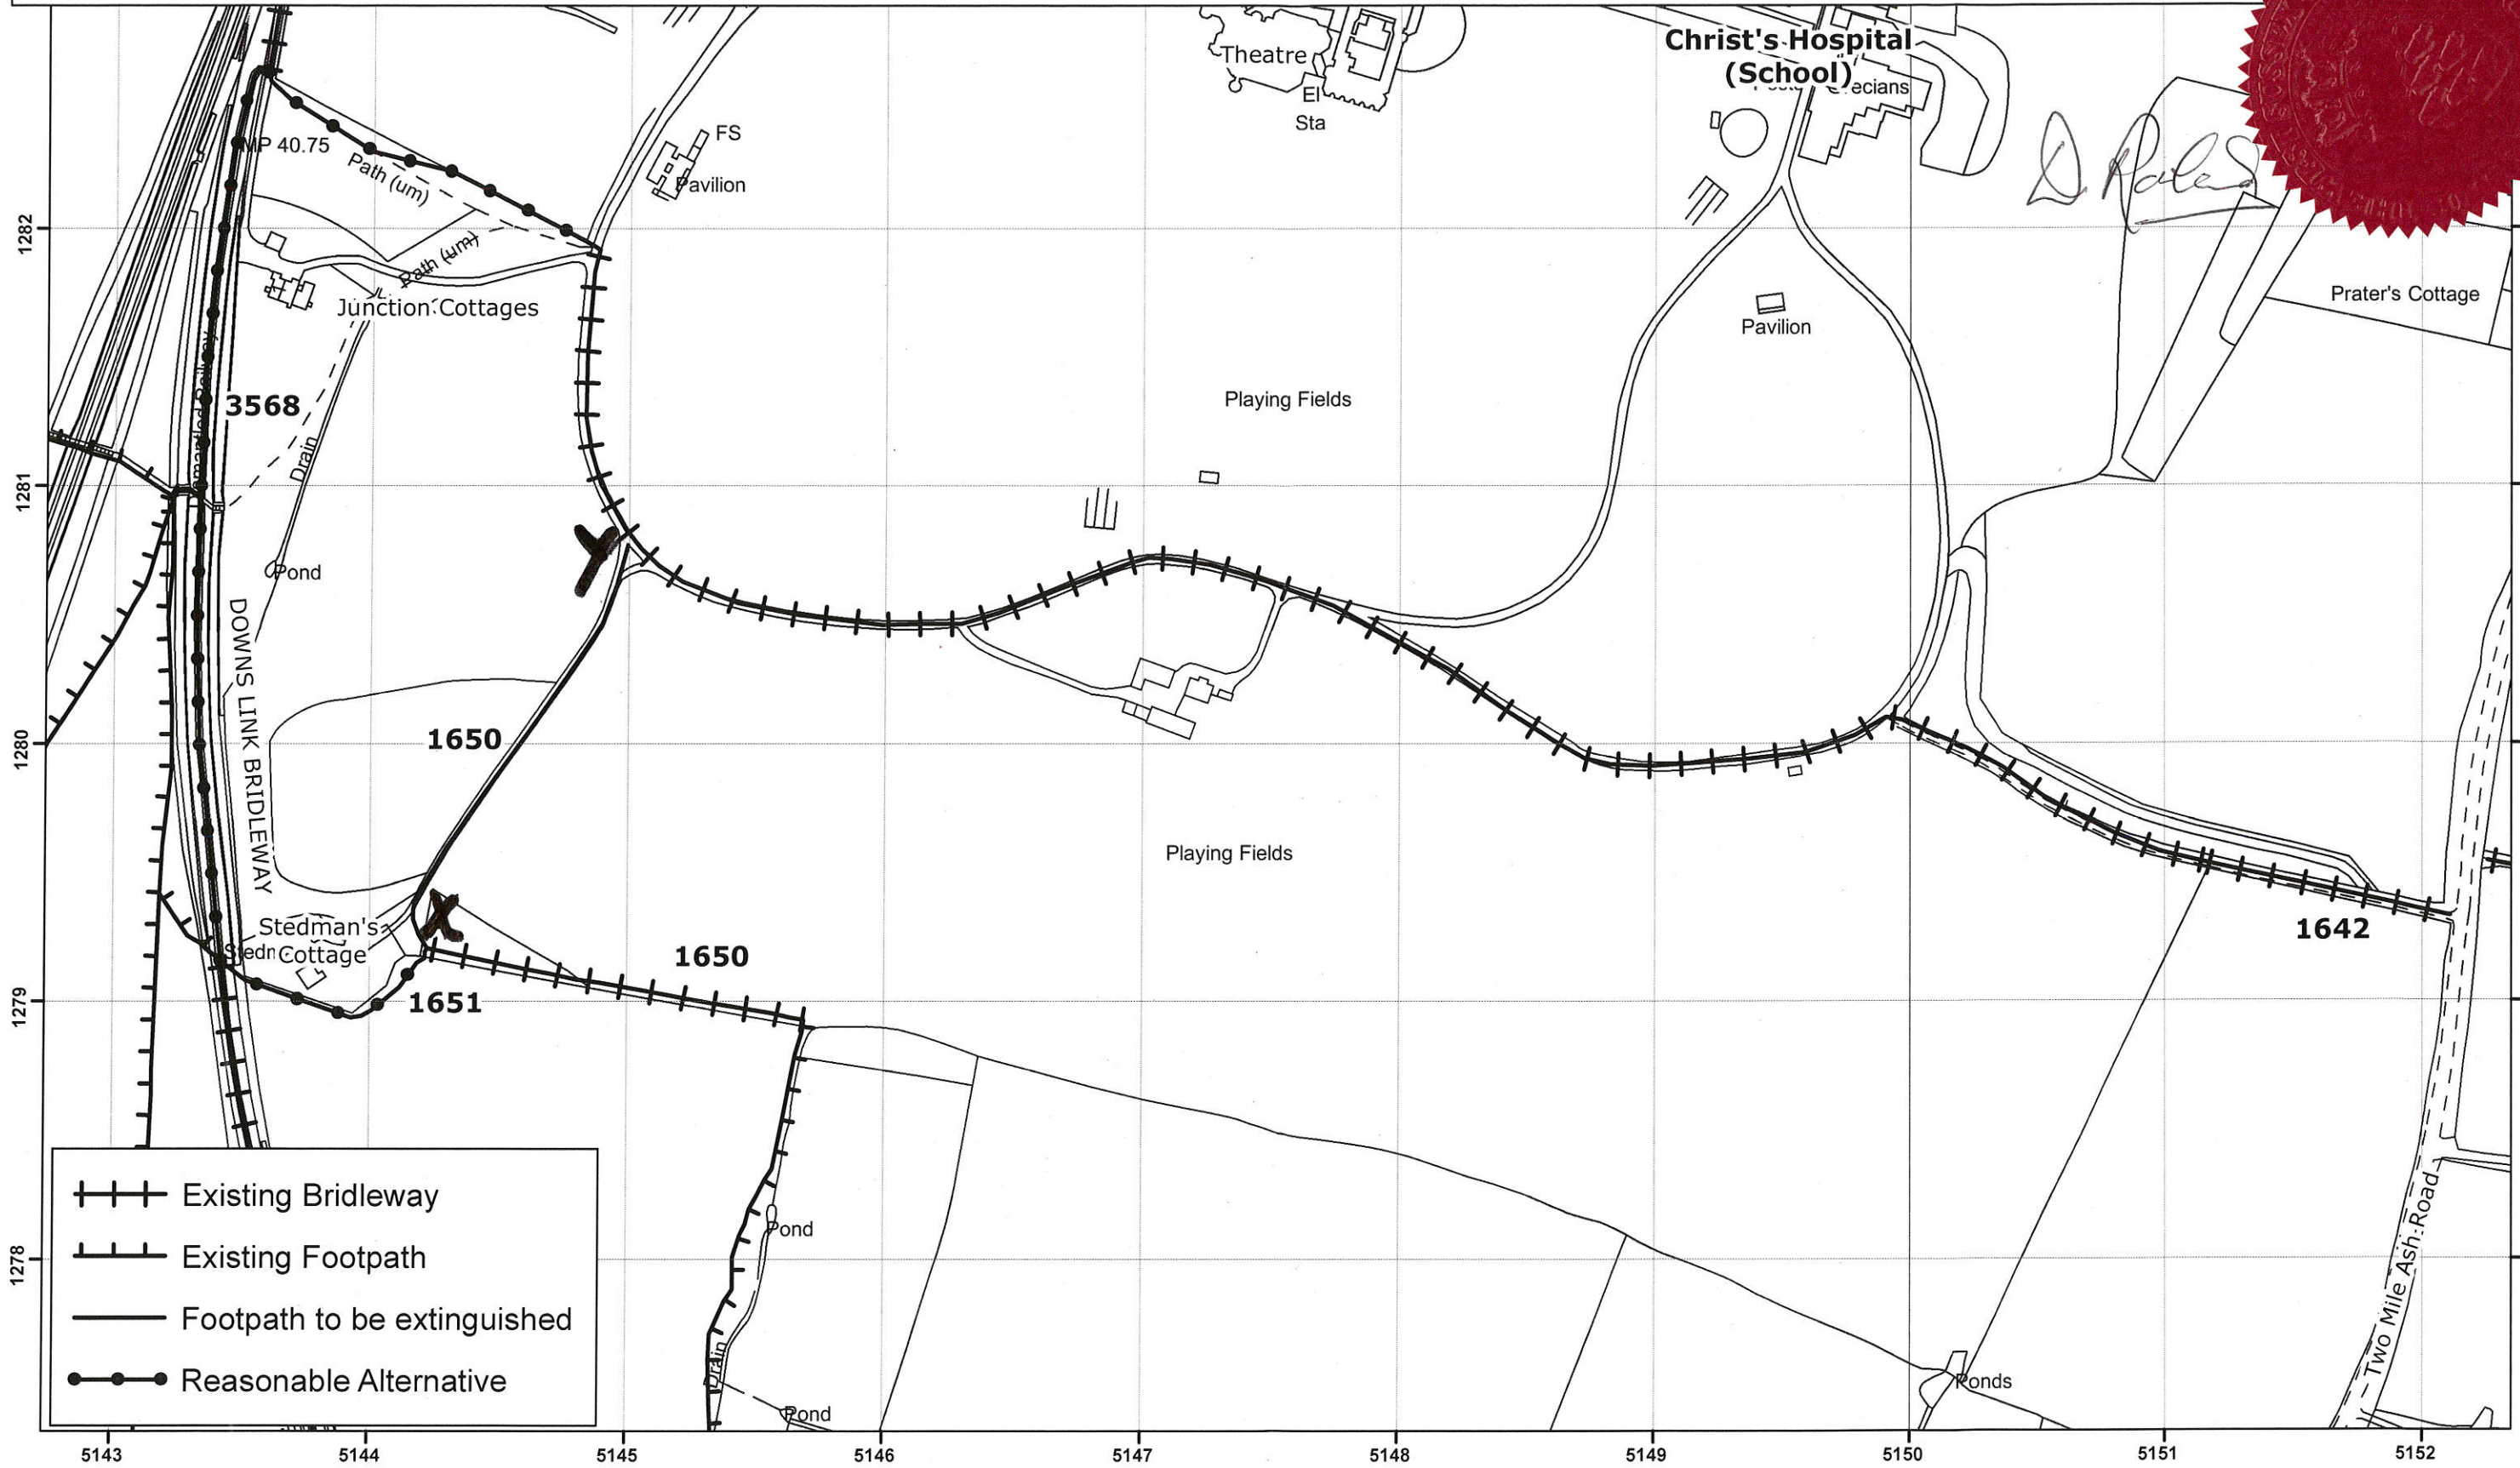 Christ's Hospital
(School)
Theatre
El
Sta
ecians
FS
Pavilion
MP 40.75
Path (um)
Path (um)
Junction Cottages
Prater's Cottage
Pavilion
Playing Fields
3568
Drain
Y
Pond
DOWNS LINK BRIDLEWAY
1650
Playing Fields
X
Stedman's
Cottage
1650
1651
1642
Pond
Drain
Pond
Ponds
Two Mile Ash Road
Existing Bridleway
Existing Footpath
Footpath to be extinguished
Reasonable Alternative
1282
1281
1280
1279
1278
5143
5144
5145
5146
5147
5148
5149
5150
5151
5152